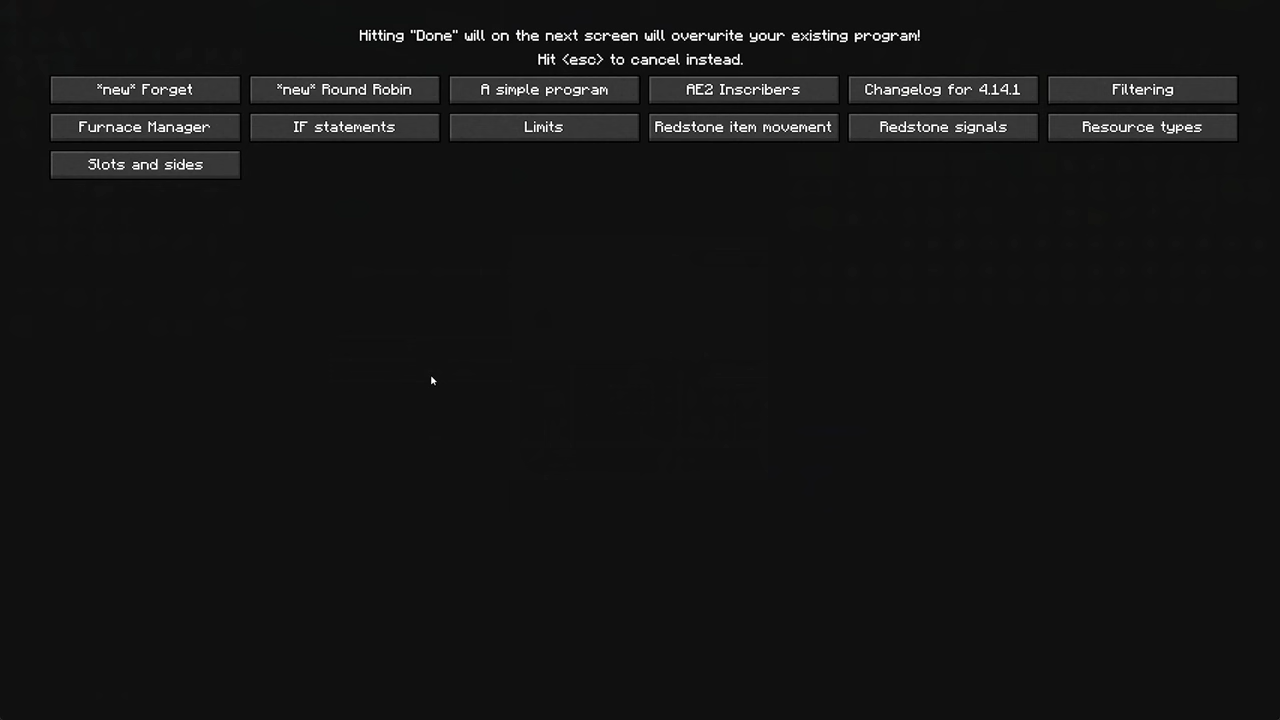 Hitting "Done" will on the next screen will overwrite your existing program!
Hit <esc> to cancel instead.
*new* Forget
*new* Round Robin
A simple program
AE2 Inscribers
Changelog for 4.14.1
Filtering
Furnace Manager
IF statements
Limits
Redstone item movement
Redstone signals
Resource types
Slots and sides